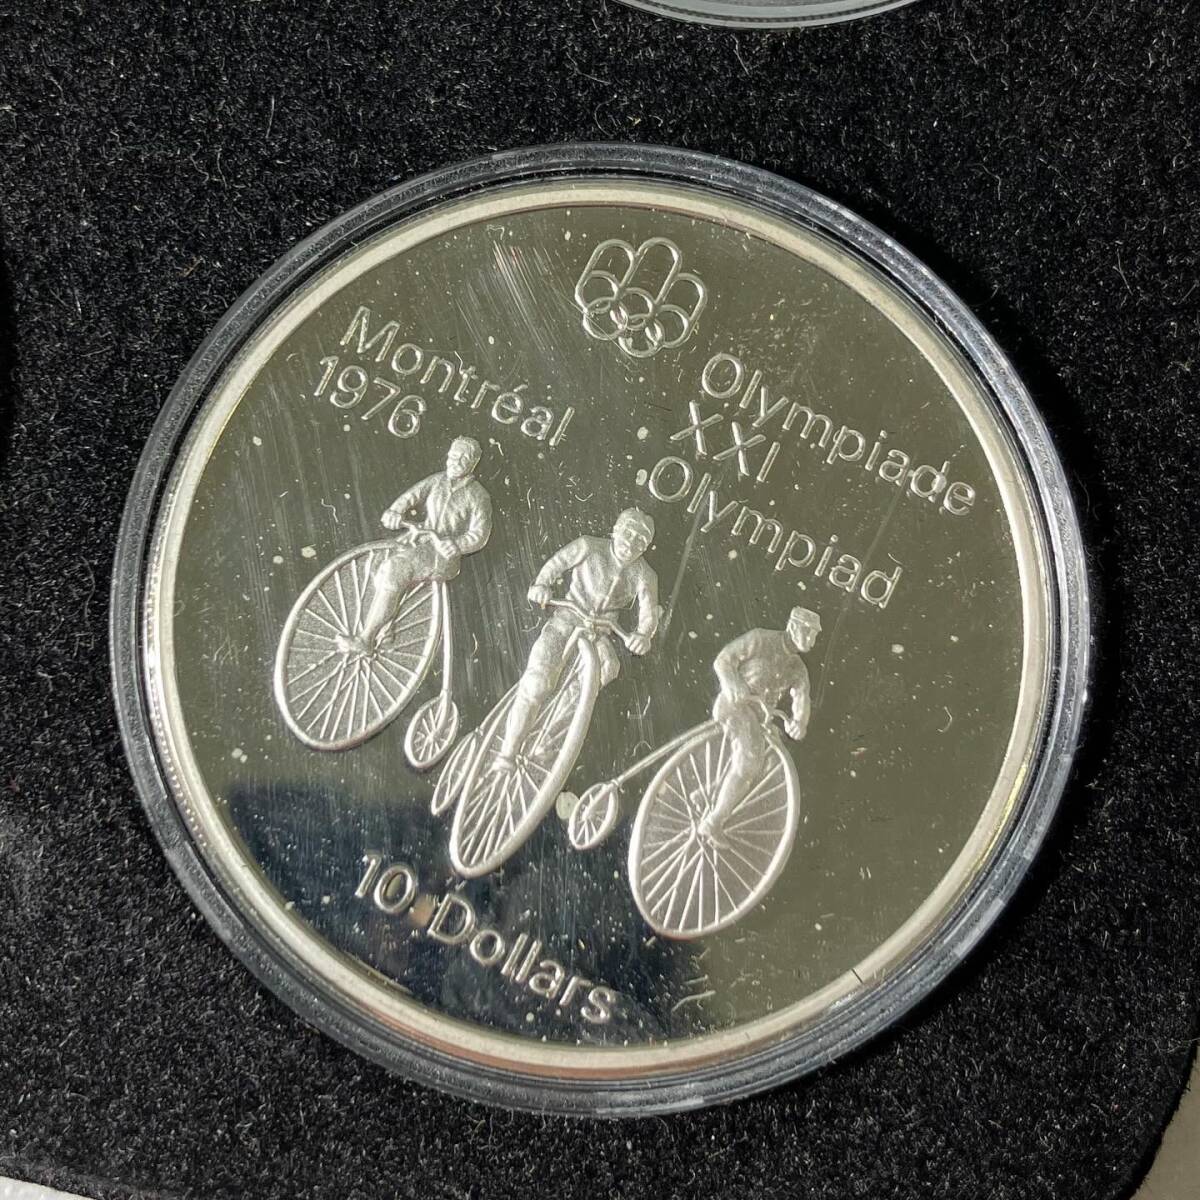 Montréal
1976
Olympiade
XXI
Olympiad
10 Dollars